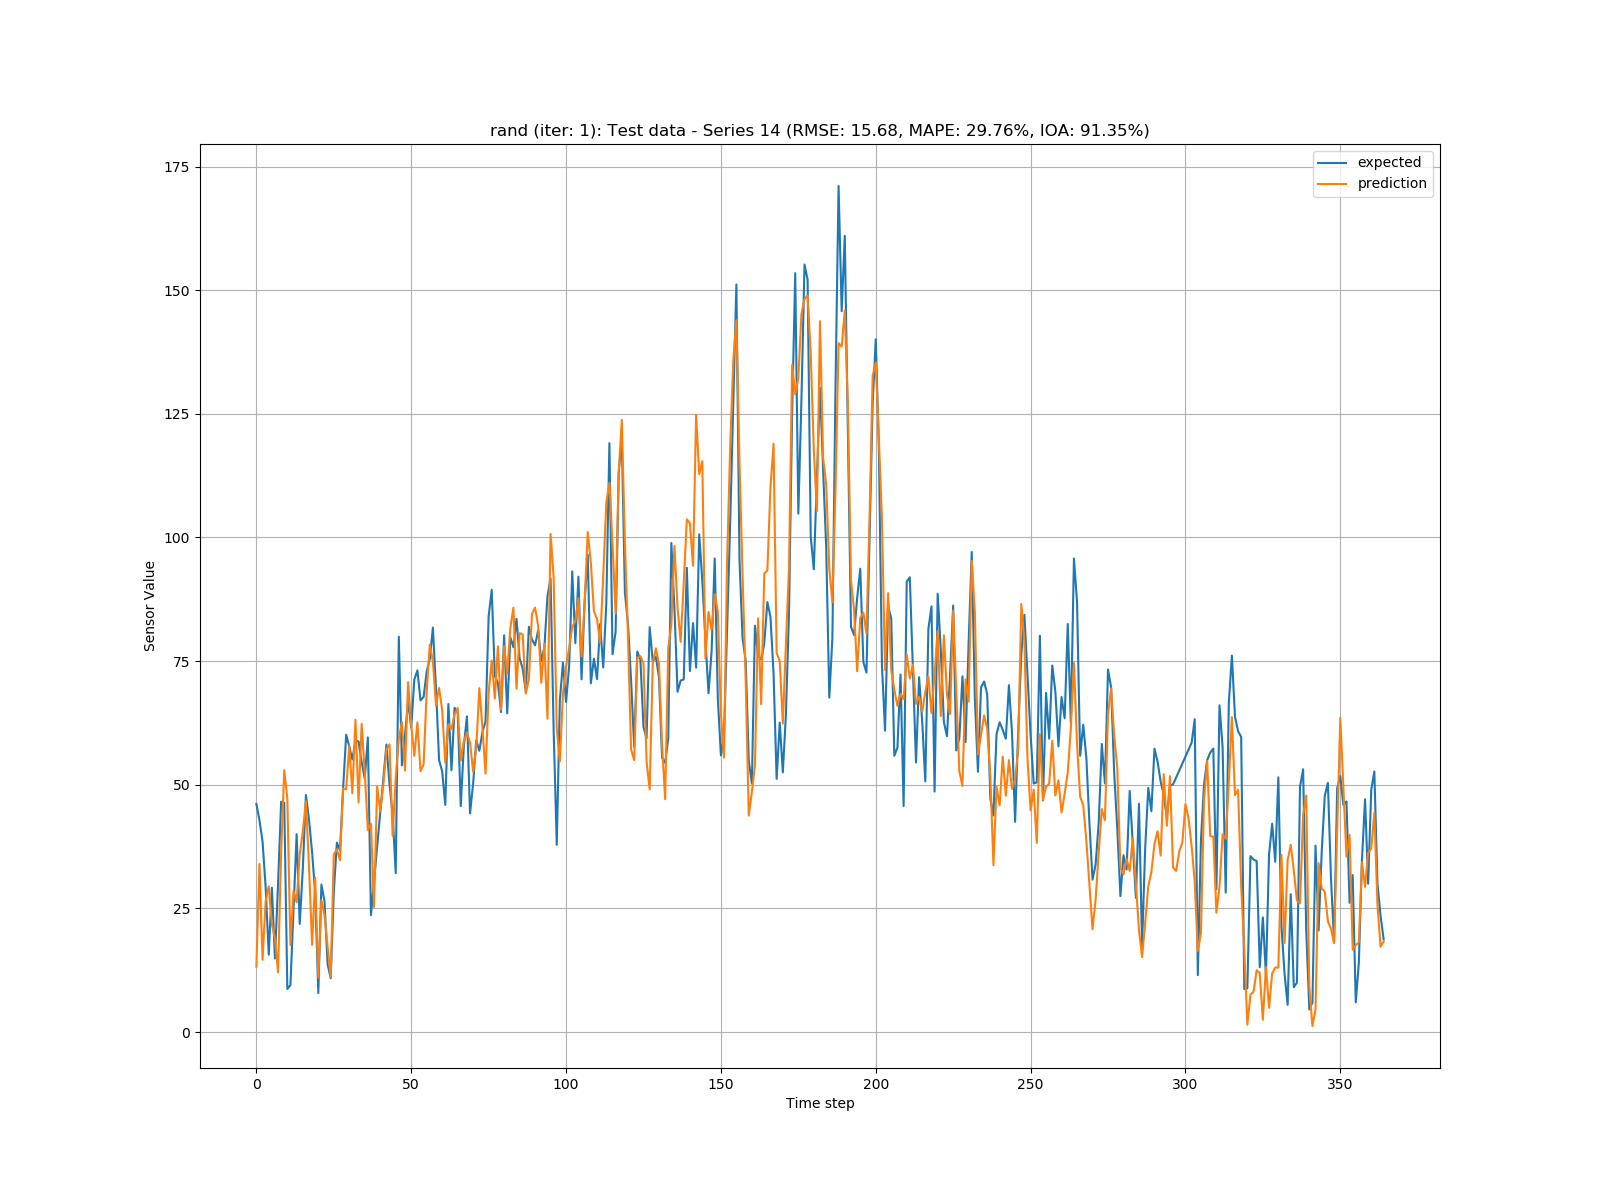 rand (iter: 1): Test data - Series 14 (RMSE: 15.68, MAPE: 29.76%, IOA: 91.35%)
expected
prediction
175
150
125
100
75
50
25
0
Sensor Value
0 50 100 150 200 250 300 350
Time step